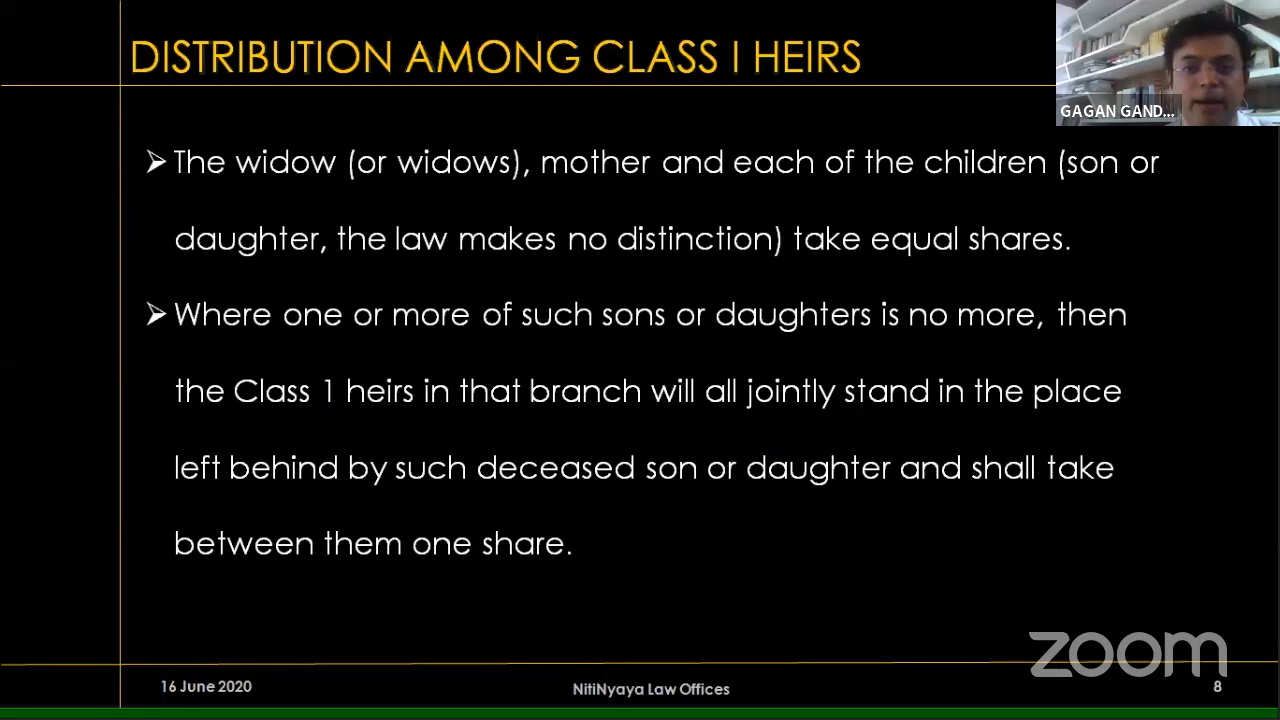 DISTRIBUTION AMONG CLASS I HEIRS
GAGAN GAND...
➢ The widow (or widows), mother and each of the children (son or
daughter, the law makes no distinction) take equal shares.
➢ Where one or more of such sons or daughters is no more, then
the Class 1 heirs in that branch will all jointly stand in the place
left behind by such deceased son or daughter and shall take
between them one share.
zoom
16 June 2020
NitiNyaya Law Offices
8